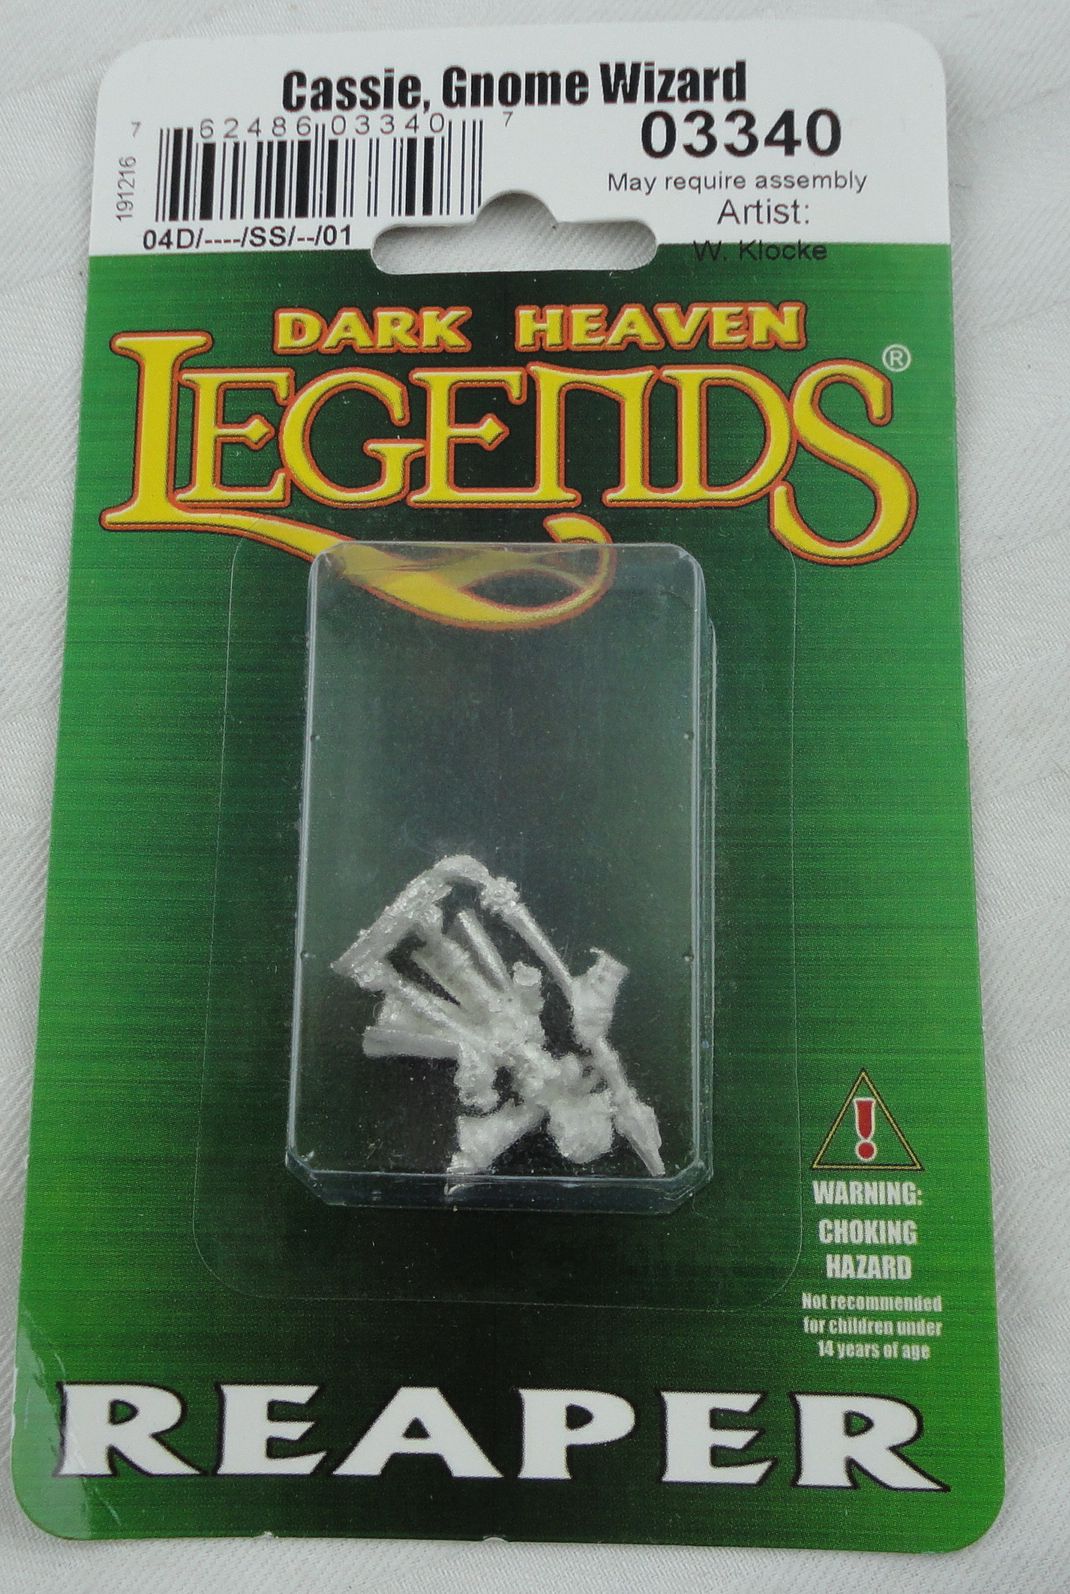 Cassie, Gnome Wizard
7 62486 03340 7
03340
191216
May require assembly
Artist:
W. Klocke
04D/----/SS/--/01
DARK HEAVEN
LEGENDS®
WARNING:
CHOKING
HAZARD
Not recommended
for children under
14 years of age
REAPER